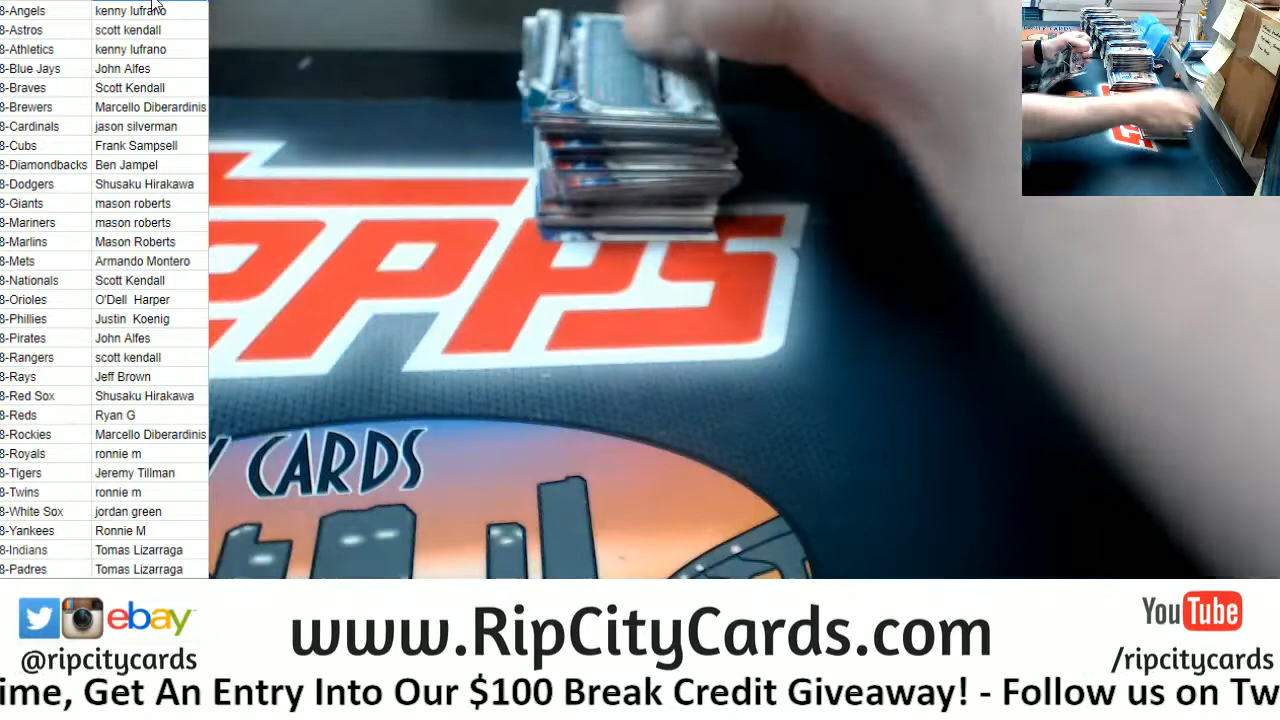 8-Angels kenny lufrano
8-Astros scott kendall
8-Athletics kenny lufrano
8-Blue Jays John Alfes
8-Braves Scott Kendall
8-Brewers Marcello Diberardinis
8-Cardinals jason silverman
8-Cubs Frank Sampsell
8-Diamondbacks Ben Jampel
8-Dodgers Shusaku Hirakawa
8-Giants mason roberts
8-Mariners mason roberts
8-Marlins Mason Roberts
8-Mets Armando Montero
8-Nationals Scott Kendall
8-Orioles O'Dell Harper
8-Phillies Justin Koenig
8-Pirates John Alfes
8-Rangers scott kendall
8-Rays Jeff Brown
8-Red Sox Shusaku Hirakawa
8-Reds Ryan G
8-Rockies Marcello Diberardinis
8-Royals ronnie m
8-Tigers Jeremy Tillman
8-Twins ronnie m
8-White Sox jordan green
8-Yankees Ronnie M
8-Indians Tomas Lizarraga
8-Padres Tomas Lizarraga
TOPPS
Y CARDS
ebay
@ripcitycards
www.RipCityCards.com
YouTube
/ripcitycards
ime, Get An Entry Into Our $100 Break Credit Giveaway! - Follow us on Tw